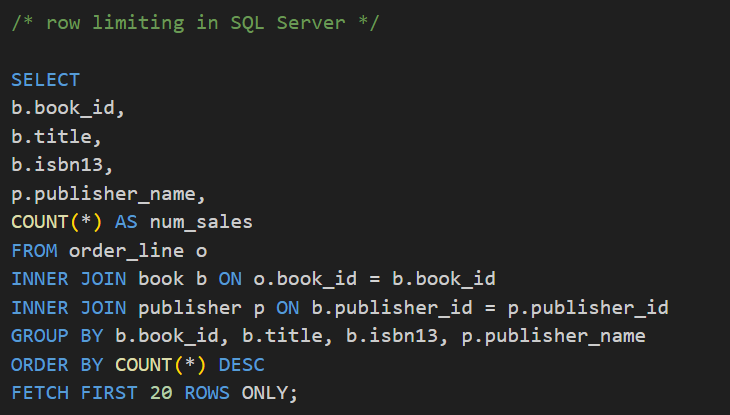 /* row limiting in SQL Server */
SELECT
b.book_id,
b.title,
b.isbn13,
p.publisher_name,
COUNT(*) AS num_sales
FROM order_line o
INNER JOIN book b ON o.book_id = b.book_id
INNER JOIN publisher p ON b.publisher_id = p.publisher_id
GROUP BY b.book_id, b.title, b.isbn13, p.publisher_name
ORDER BY COUNT(*) DESC
FETCH FIRST 20 ROWS ONLY;